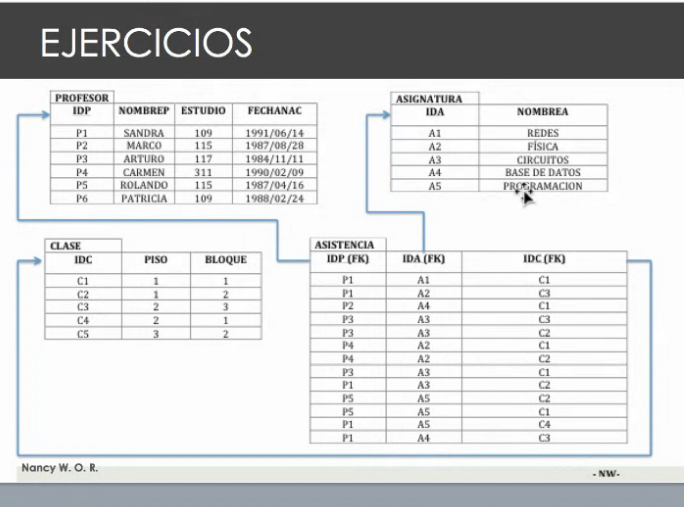 EJERCICIOS
PROFESOR
IDP NOMBREP ESTUDIO FECHANAC
P1 SANDRA 109 1991/06/14
P2 MARCO 115 1987/08/28
P3 ARTURO 117 1984/11/11
P4 CARMEN 311 1990/02/09
P5 ROLANDO 115 1987/04/16
P6 PATRICIA 109 1988/02/24
ASIGNATURA
IDA NOMBREA
A1 REDES
A2 FÍSICA
A3 CIRCUITOS
A4 BASE DE DATOS
A5 PROGRAMACION
CLASE
IDC PISO BLOQUE
C1 1 1
C2 1 2
C3 2 3
C4 2 1
C5 3 2
ASISTENCIA
IDP (FK) IDA (FK) IDC (FK)
P1 A1 C1
P1 A2 C3
P2 A4 C1
P3 A3 C3
P3 A3 C2
P4 A2 C1
P4 A2 C2
P3 A3 C1
P1 A3 C2
P5 A5 C2
P5 A5 C1
P1 A5 C4
P1 A4 C3
Nancy W. O. R.
- NW-